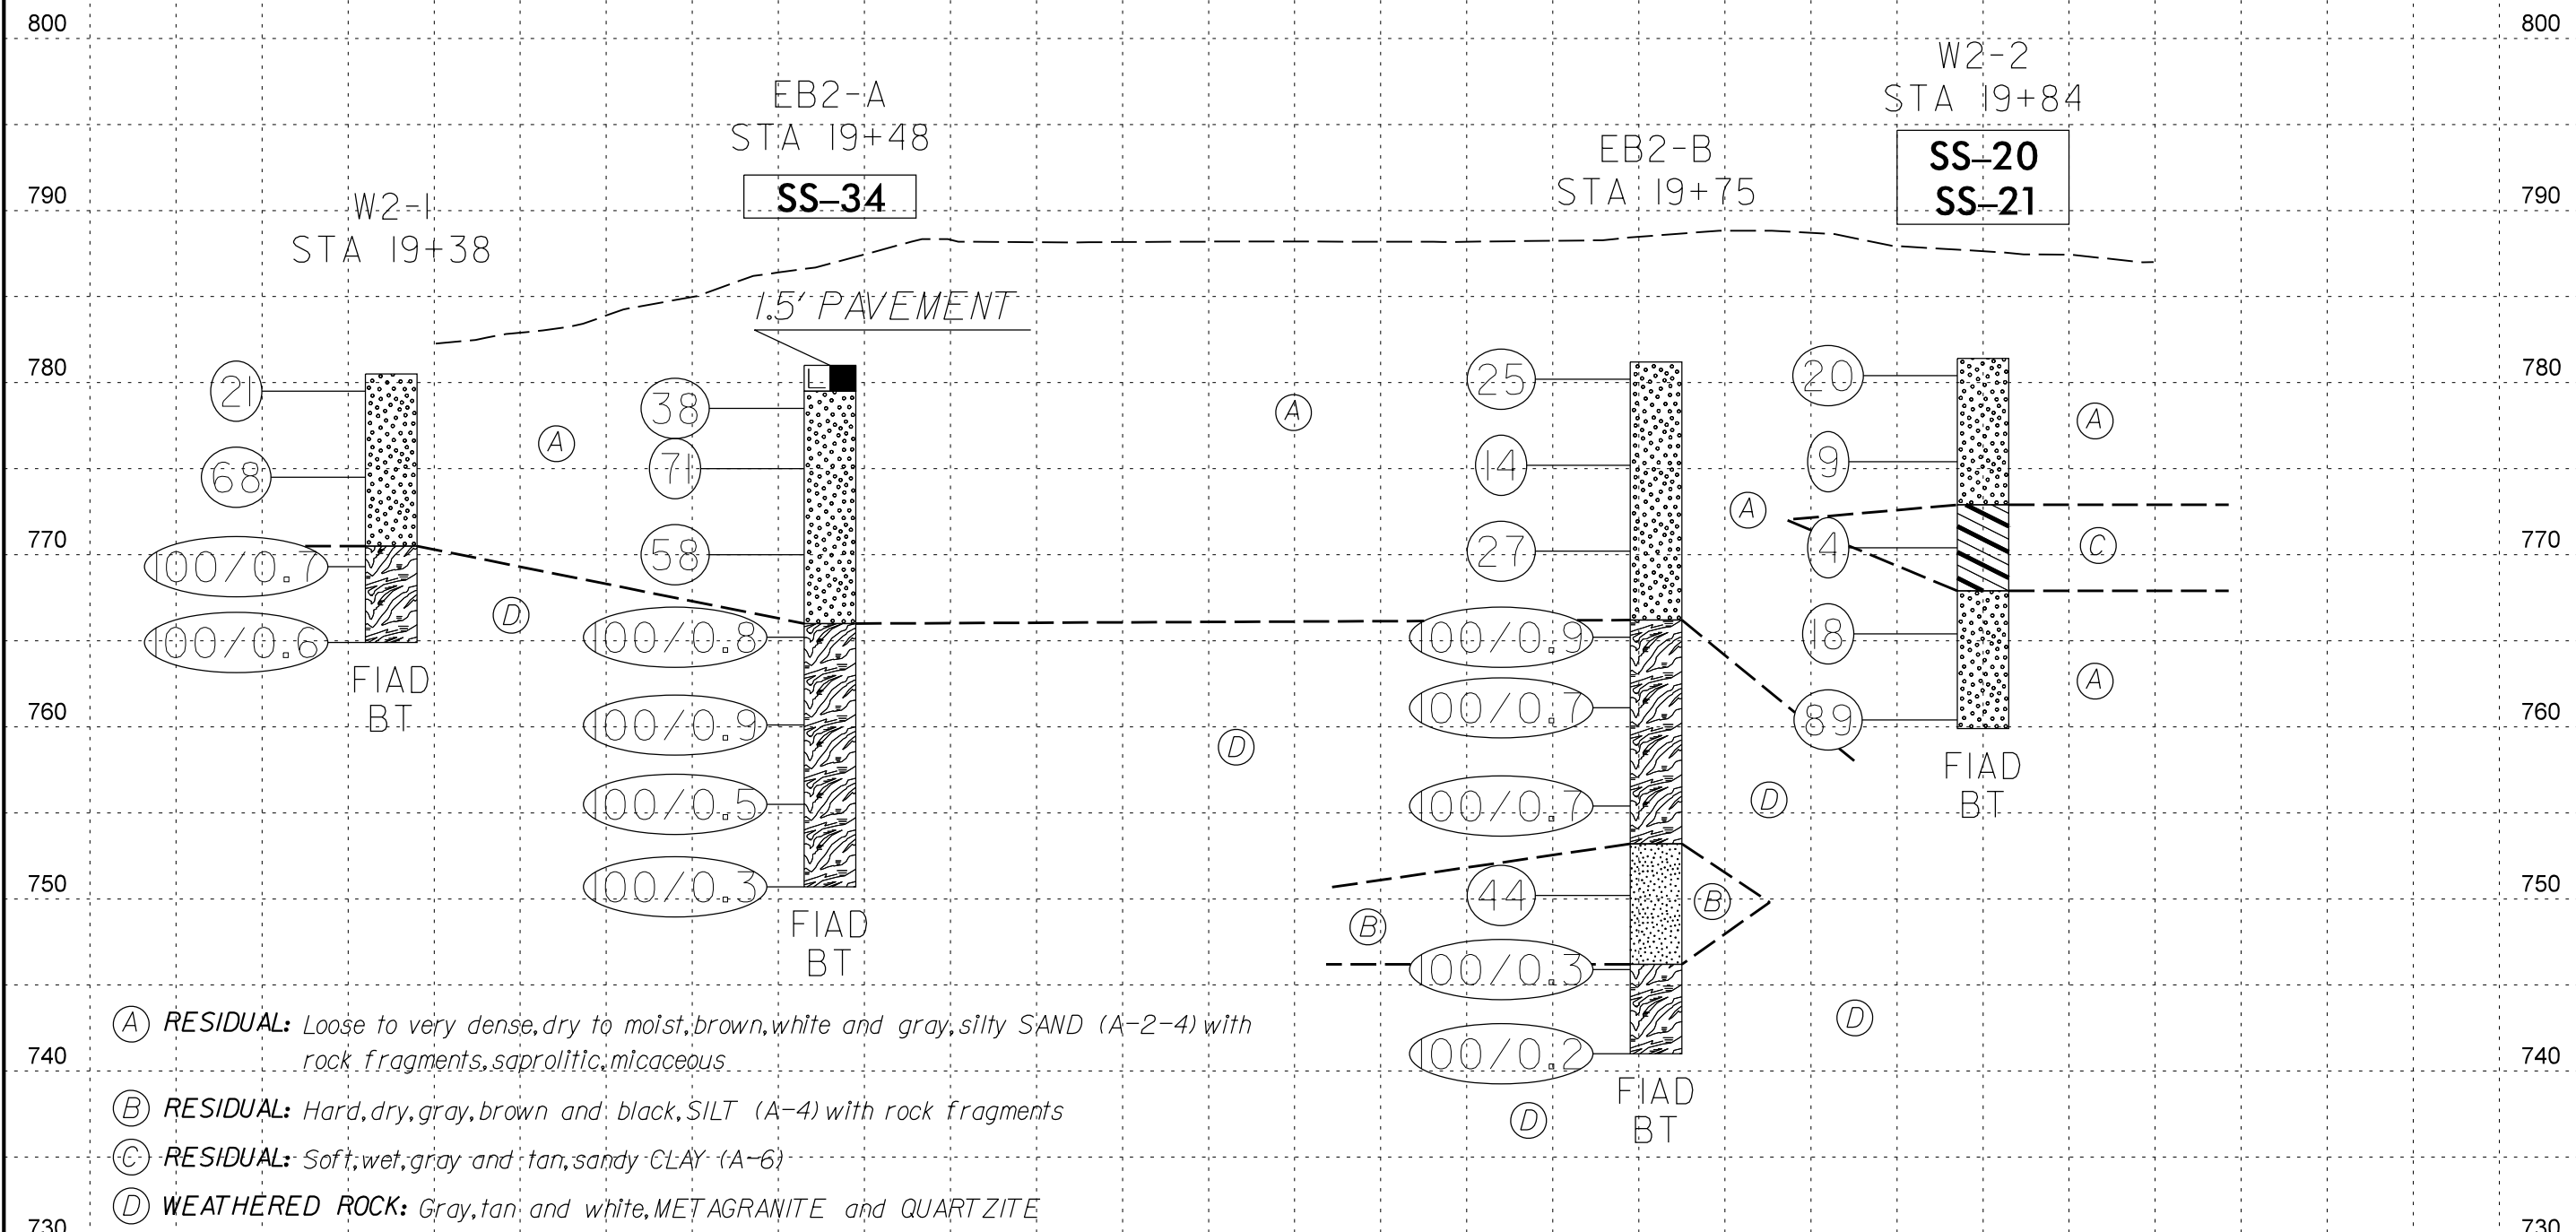 800
800
W2-2
STA 19+84
SS-20
SS-21
EB2-A
STA 19+48
SS-34
EB2-B
STA 19+75
790
W2-1
STA 19+38
790
1.5' PAVEMENT
780
21
68
100/0.7
100/0.6
FIAD
BT
A
D
L
38
71
58
100/0.8
100/0.9
100/0.5
100/0.3
FIAD
BT
A
D
25
14
27
100/0.9
100/0.7
100/0.7
44
100/0.3
100/0.2
FIAD
BT
B
B
D
A
D
D
20
9
4
18
89
FIAD
BT
A
C
A
780
770
770
760
760
750
750
740
740
730
730
A RESIDUAL: Loose to very dense, dry to moist, brown, white and gray, silty SAND (A-2-4) with
rock fragments, saprolitic, micaceous
B RESIDUAL: Hard, dry, gray, brown and black, SILT (A-4) with rock fragments
C RESIDUAL: Soft, wet, gray and tan, sandy CLAY (A-6)
D WEATHERED ROCK: Gray, tan and white, METAGRANITE and QUARTZITE